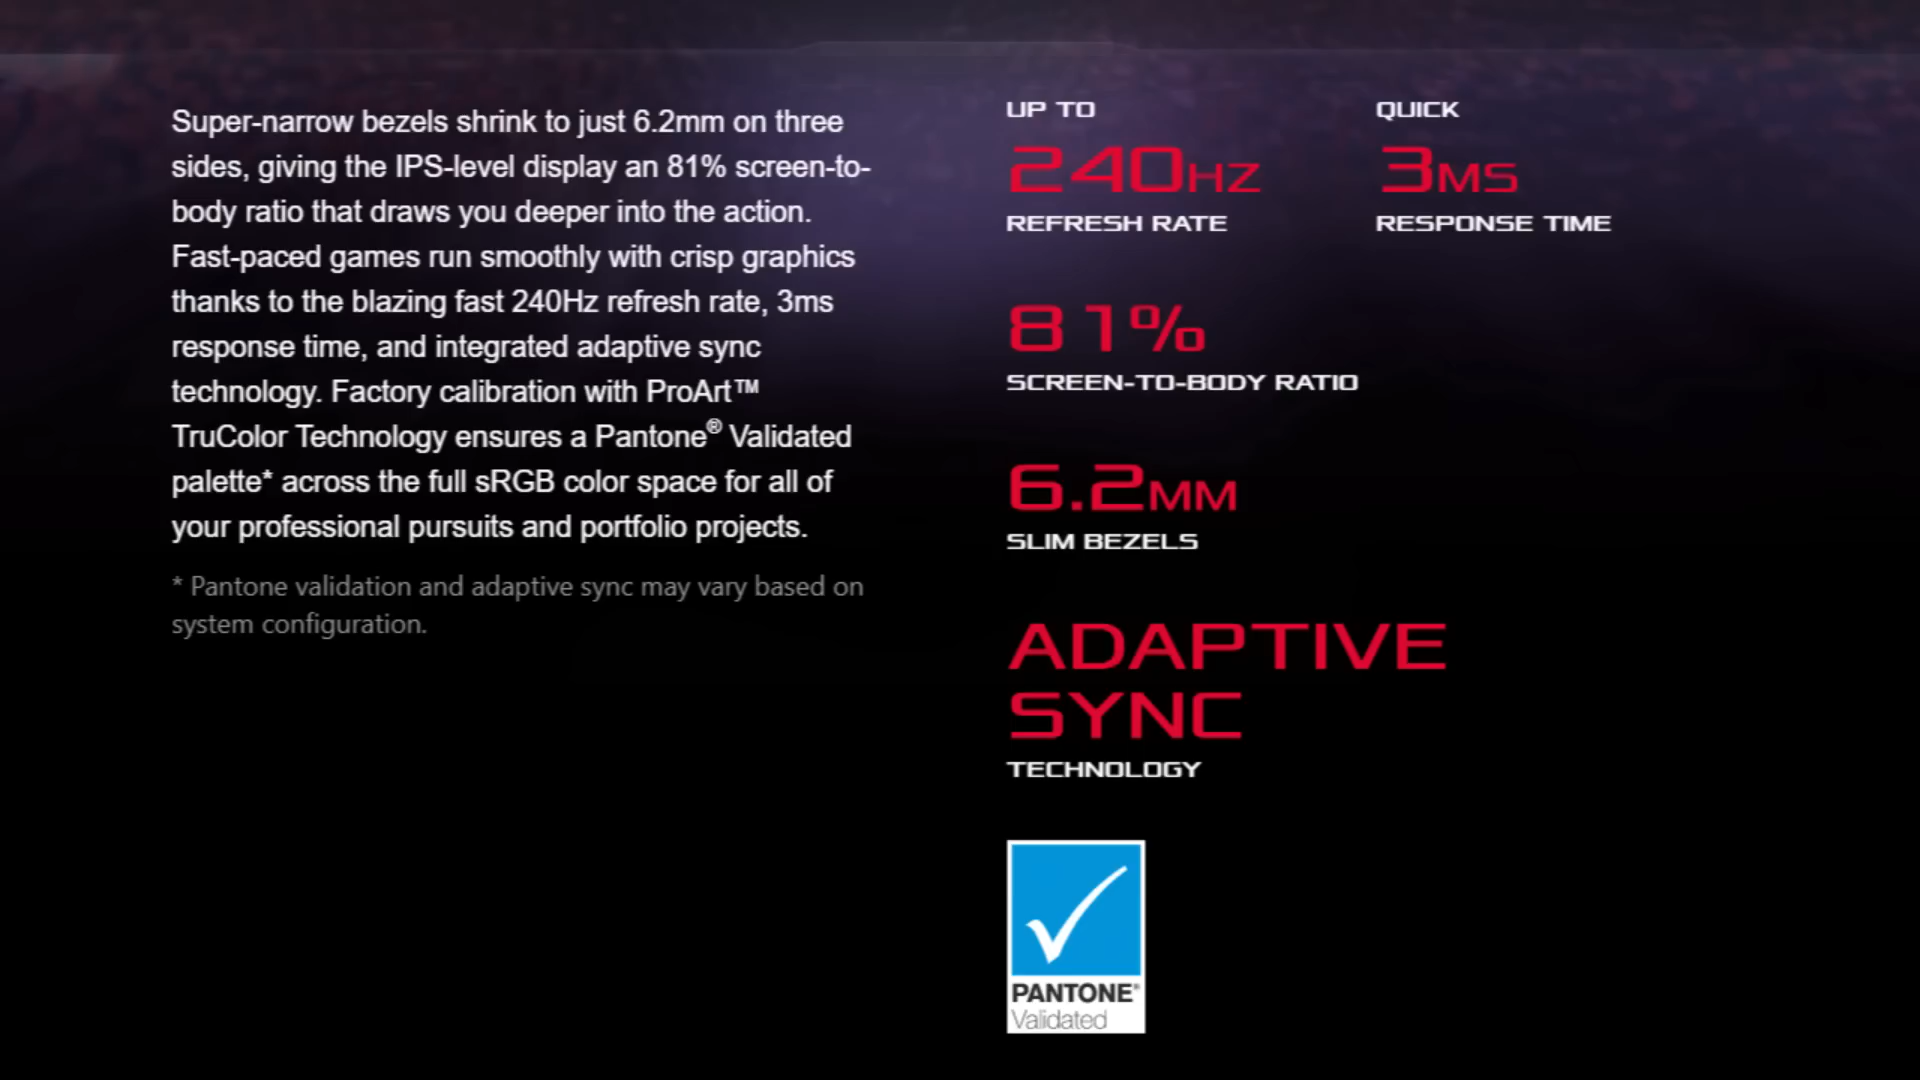 Super-narrow bezels shrink to just 6.2mm on three
sides, giving the IPS-level display an 81% screen-to-
body ratio that draws you deeper into the action.
Fast-paced games run smoothly with crisp graphics
thanks to the blazing fast 240Hz refresh rate, 3ms
response time, and integrated adaptive sync
technology. Factory calibration with ProArt™
TruColor Technology ensures a Pantone® Validated
palette* across the full sRGB color space for all of
your professional pursuits and portfolio projects.
* Pantone validation and adaptive sync may vary based on
system configuration.
UP TO
240HZ
REFRESH RATE
QUICK
3MS
RESPONSE TIME
81%
SCREEN-TO-BODY RATIO
6.2MM
SLIM BEZELS
ADAPTIVE
SYNC
TECHNOLOGY
PANTONE®
Validated